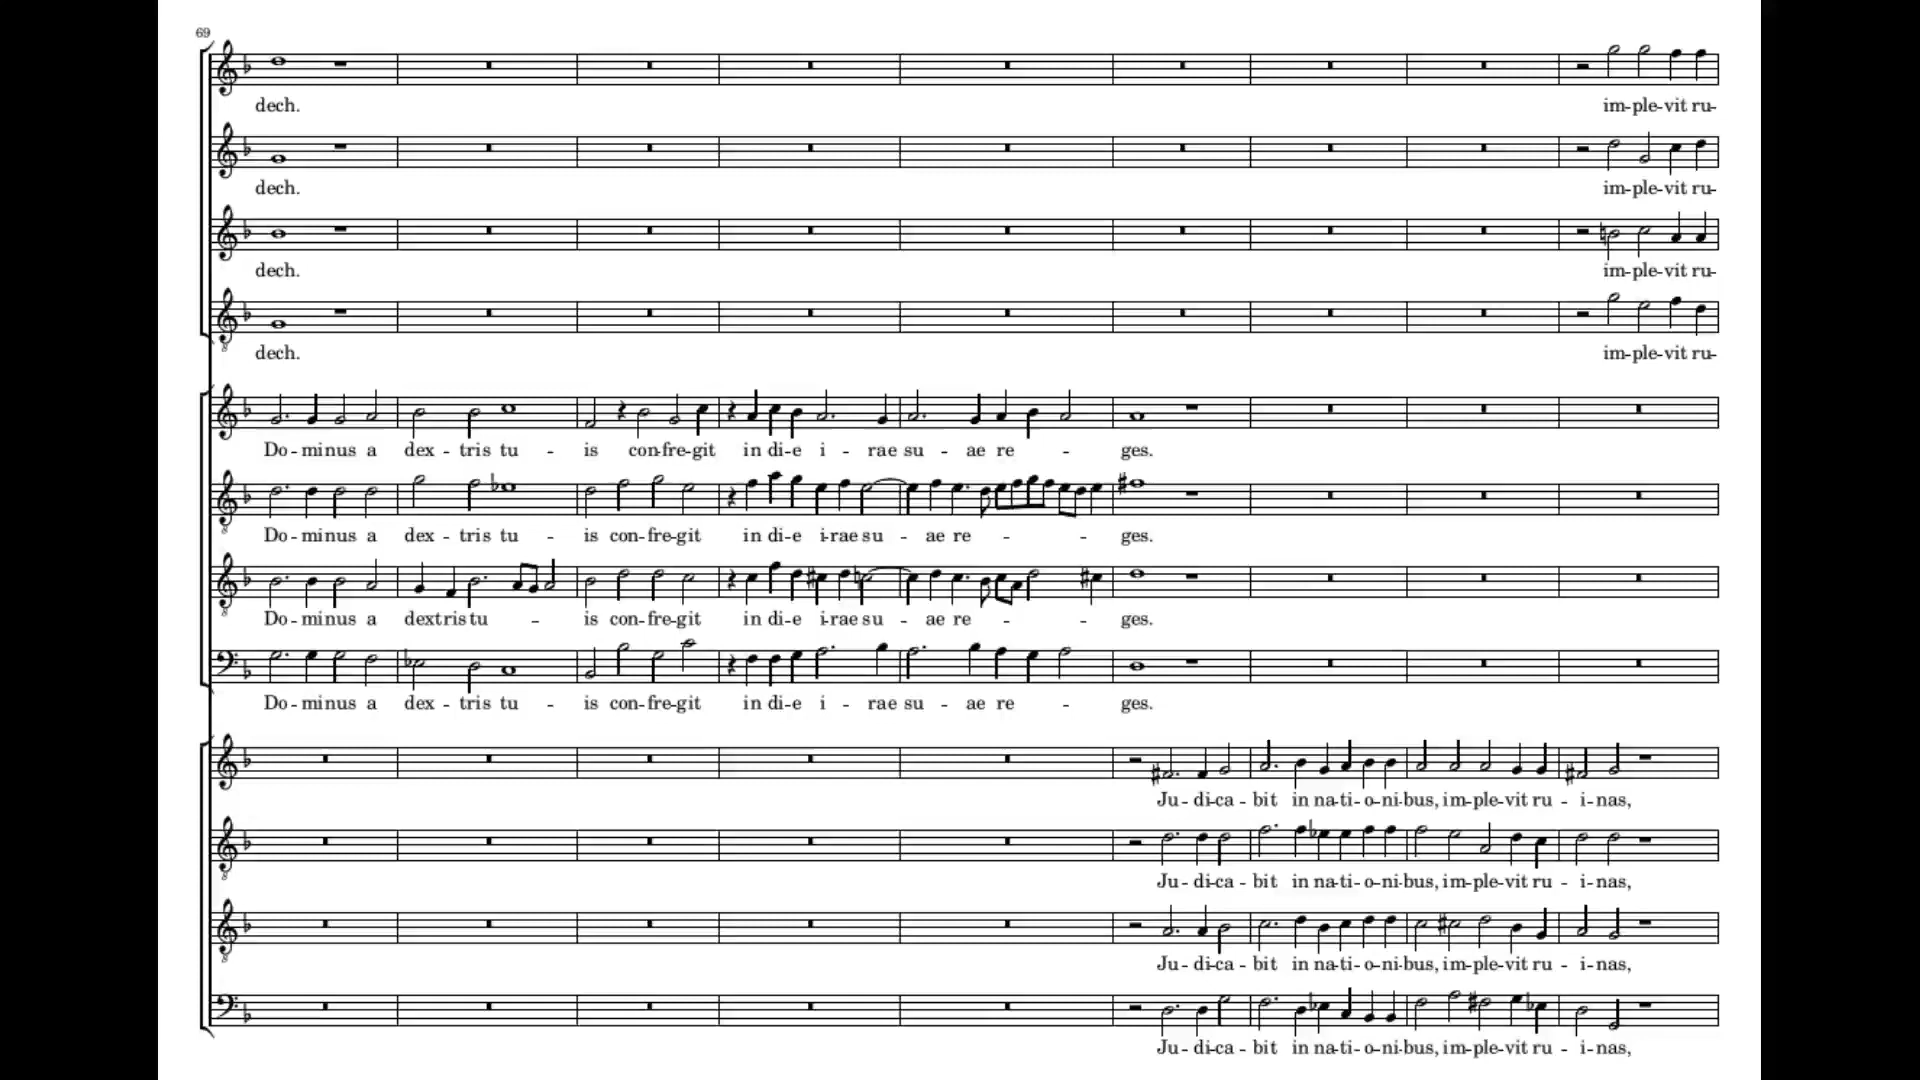 69
dech. im-ple-vit ru-
dech. im-ple-vit ru-
dech. im-ple-vit ru-
dech. im-ple-vit ru-
Do - minus a dex - tris tu - is con-fre-git in di-e i - rae su - ae re - ges.
Do - minus a dex - tris tu - is con-fre-git in di-e i-rae su - ae re - - - ges.
Do - minus a dextris tu - - is con-fre-git in di-e i-rae su - ae re - - - ges.
Do - minus a dex - tris tu - is con-fre-git in di-e i - rae su - ae re - ges.
Ju - di-ca - bit in na-ti-o-ni-bus, im-ple-vit ru - i-nas,
Ju - di-ca - bit in na-ti-o-ni-bus, im-ple-vit ru - i-nas,
Ju - di-ca - bit in na-ti-o-ni-bus, im-ple-vit ru - i-nas,
Ju - di-ca - bit in na-ti-o-ni-bus, im-ple-vit ru - i-nas,